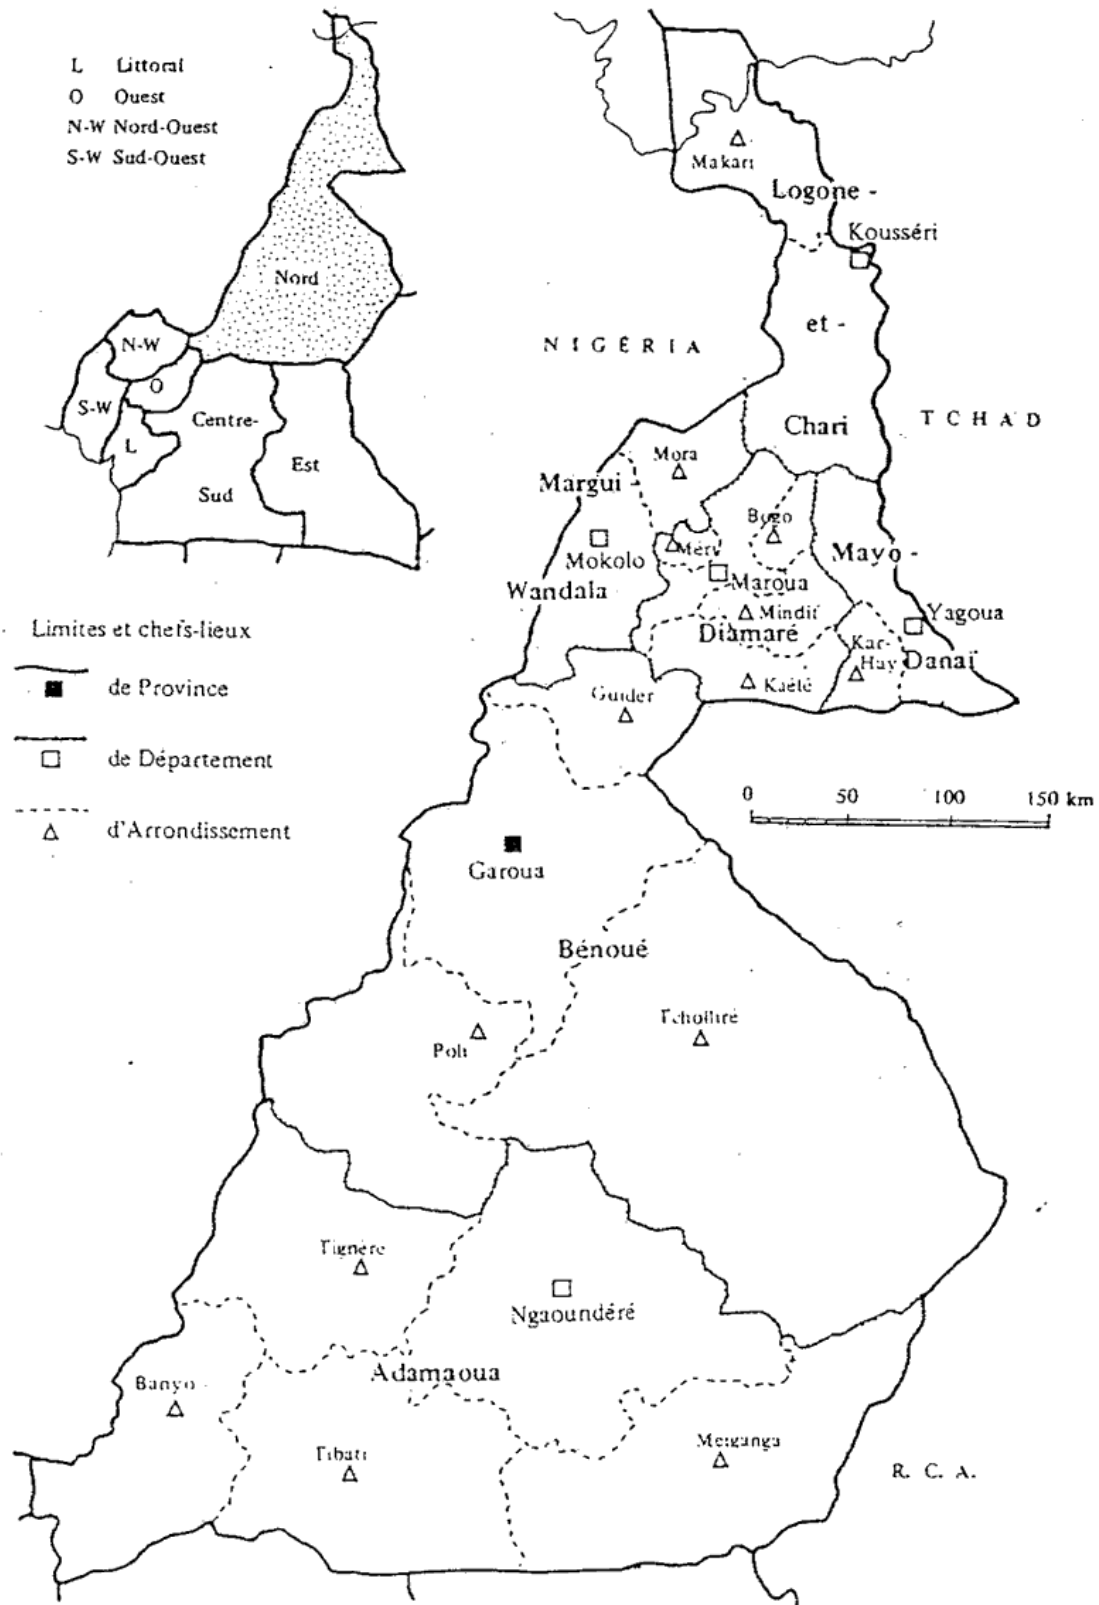 L Littoral
O Ouest
N-W Nord-Ouest
S-W Sud-Ouest
Nord
N-W
O
S-W
L
Centre-
Sud
Est
Limites et chefs-lieux
de Province
de Département
d'Arrondissement
Makari
Logone -
Kousséri
et -
NIGÉRIA
TCHAD
Chari
Mora
Margui -
Bogo
Mokolo
Méri
Mayo -
Maroua
Wandala
Mindif
Yagoua
Diamaré
Kar-
Hay
Danaï
Kaélé
Guider
0 50 100 150 km
Garoua
Bénoué
Tcholliré
Poli
Tignère
Ngaoundéré
Adamaoua
Banyo
Tibati
Meiganga
R. C. A.